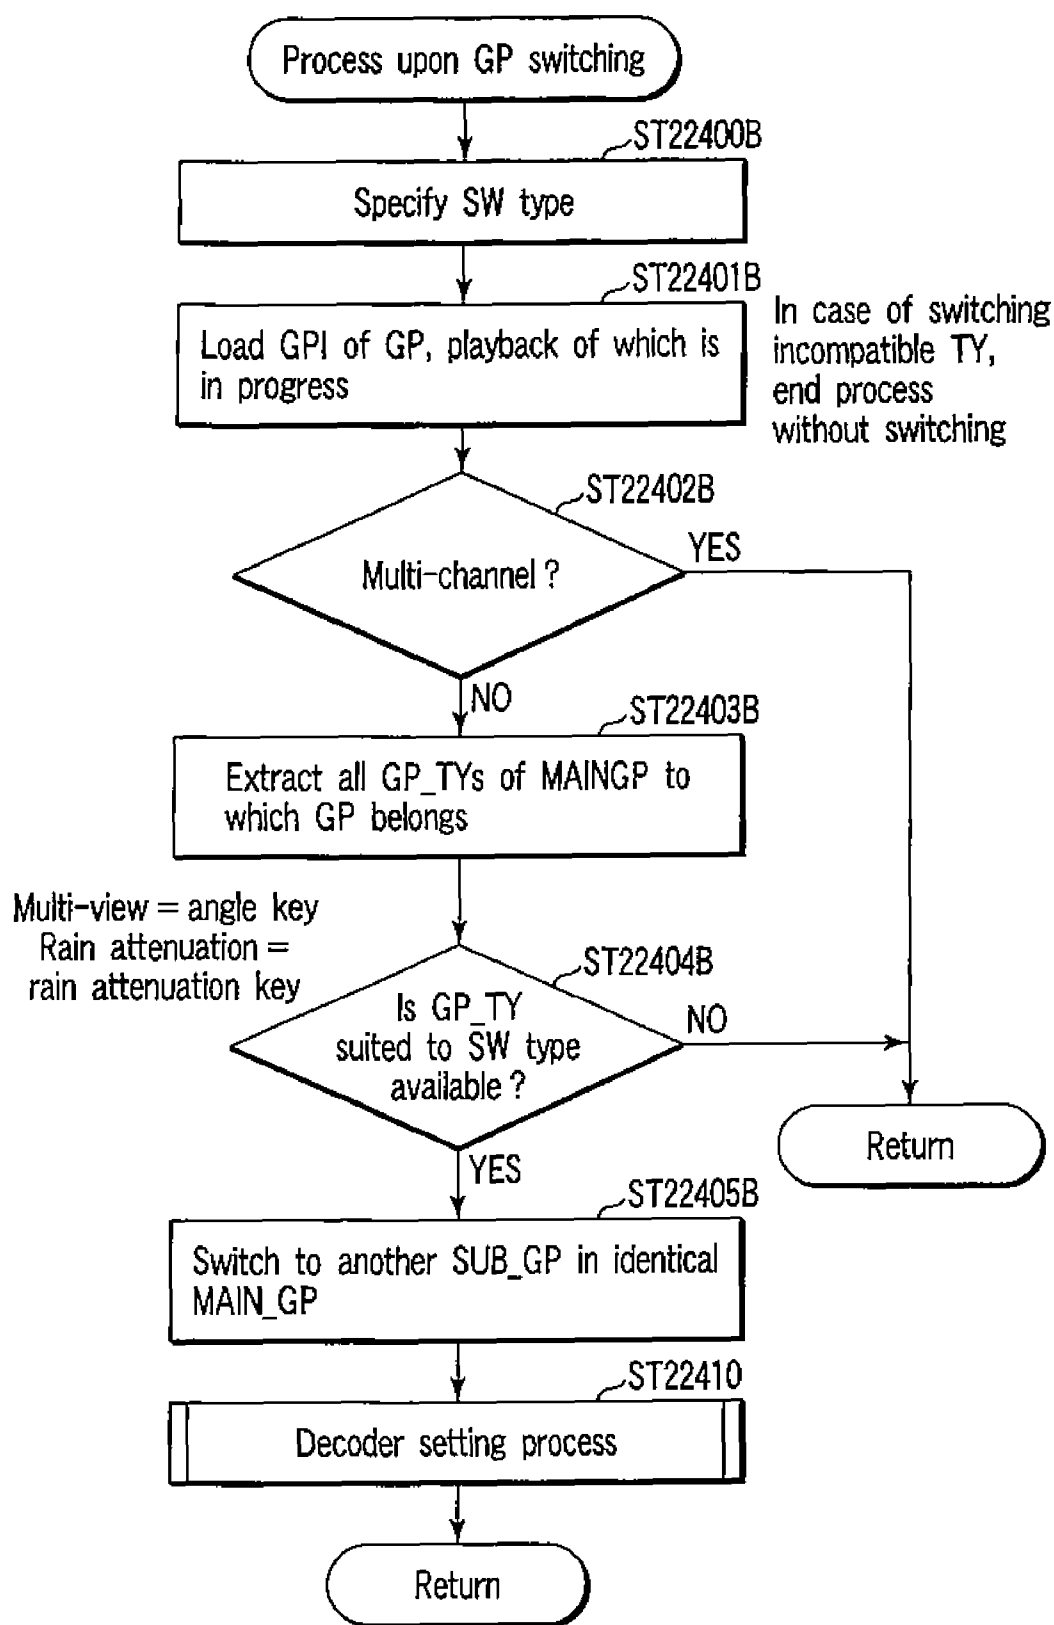 Process upon GP switching
ST22400B
Specify SW type
ST22401B
Load GPI of GP, playback of which is
in progress
In case of switching
incompatible TY,
end process
without switching
ST22402B
Multi-channel ?
YES
NO
ST22403B
Extract all GP_TYs of MAINGP to
which GP belongs
Multi-view = angle key
Rain attenuation =
rain attenuation key
ST22404B
Is GP_TY
suited to SW type
available ?
NO
Return
YES
ST22405B
Switch to another SUB_GP in identical
MAIN_GP
ST22410
Decoder setting process
Return